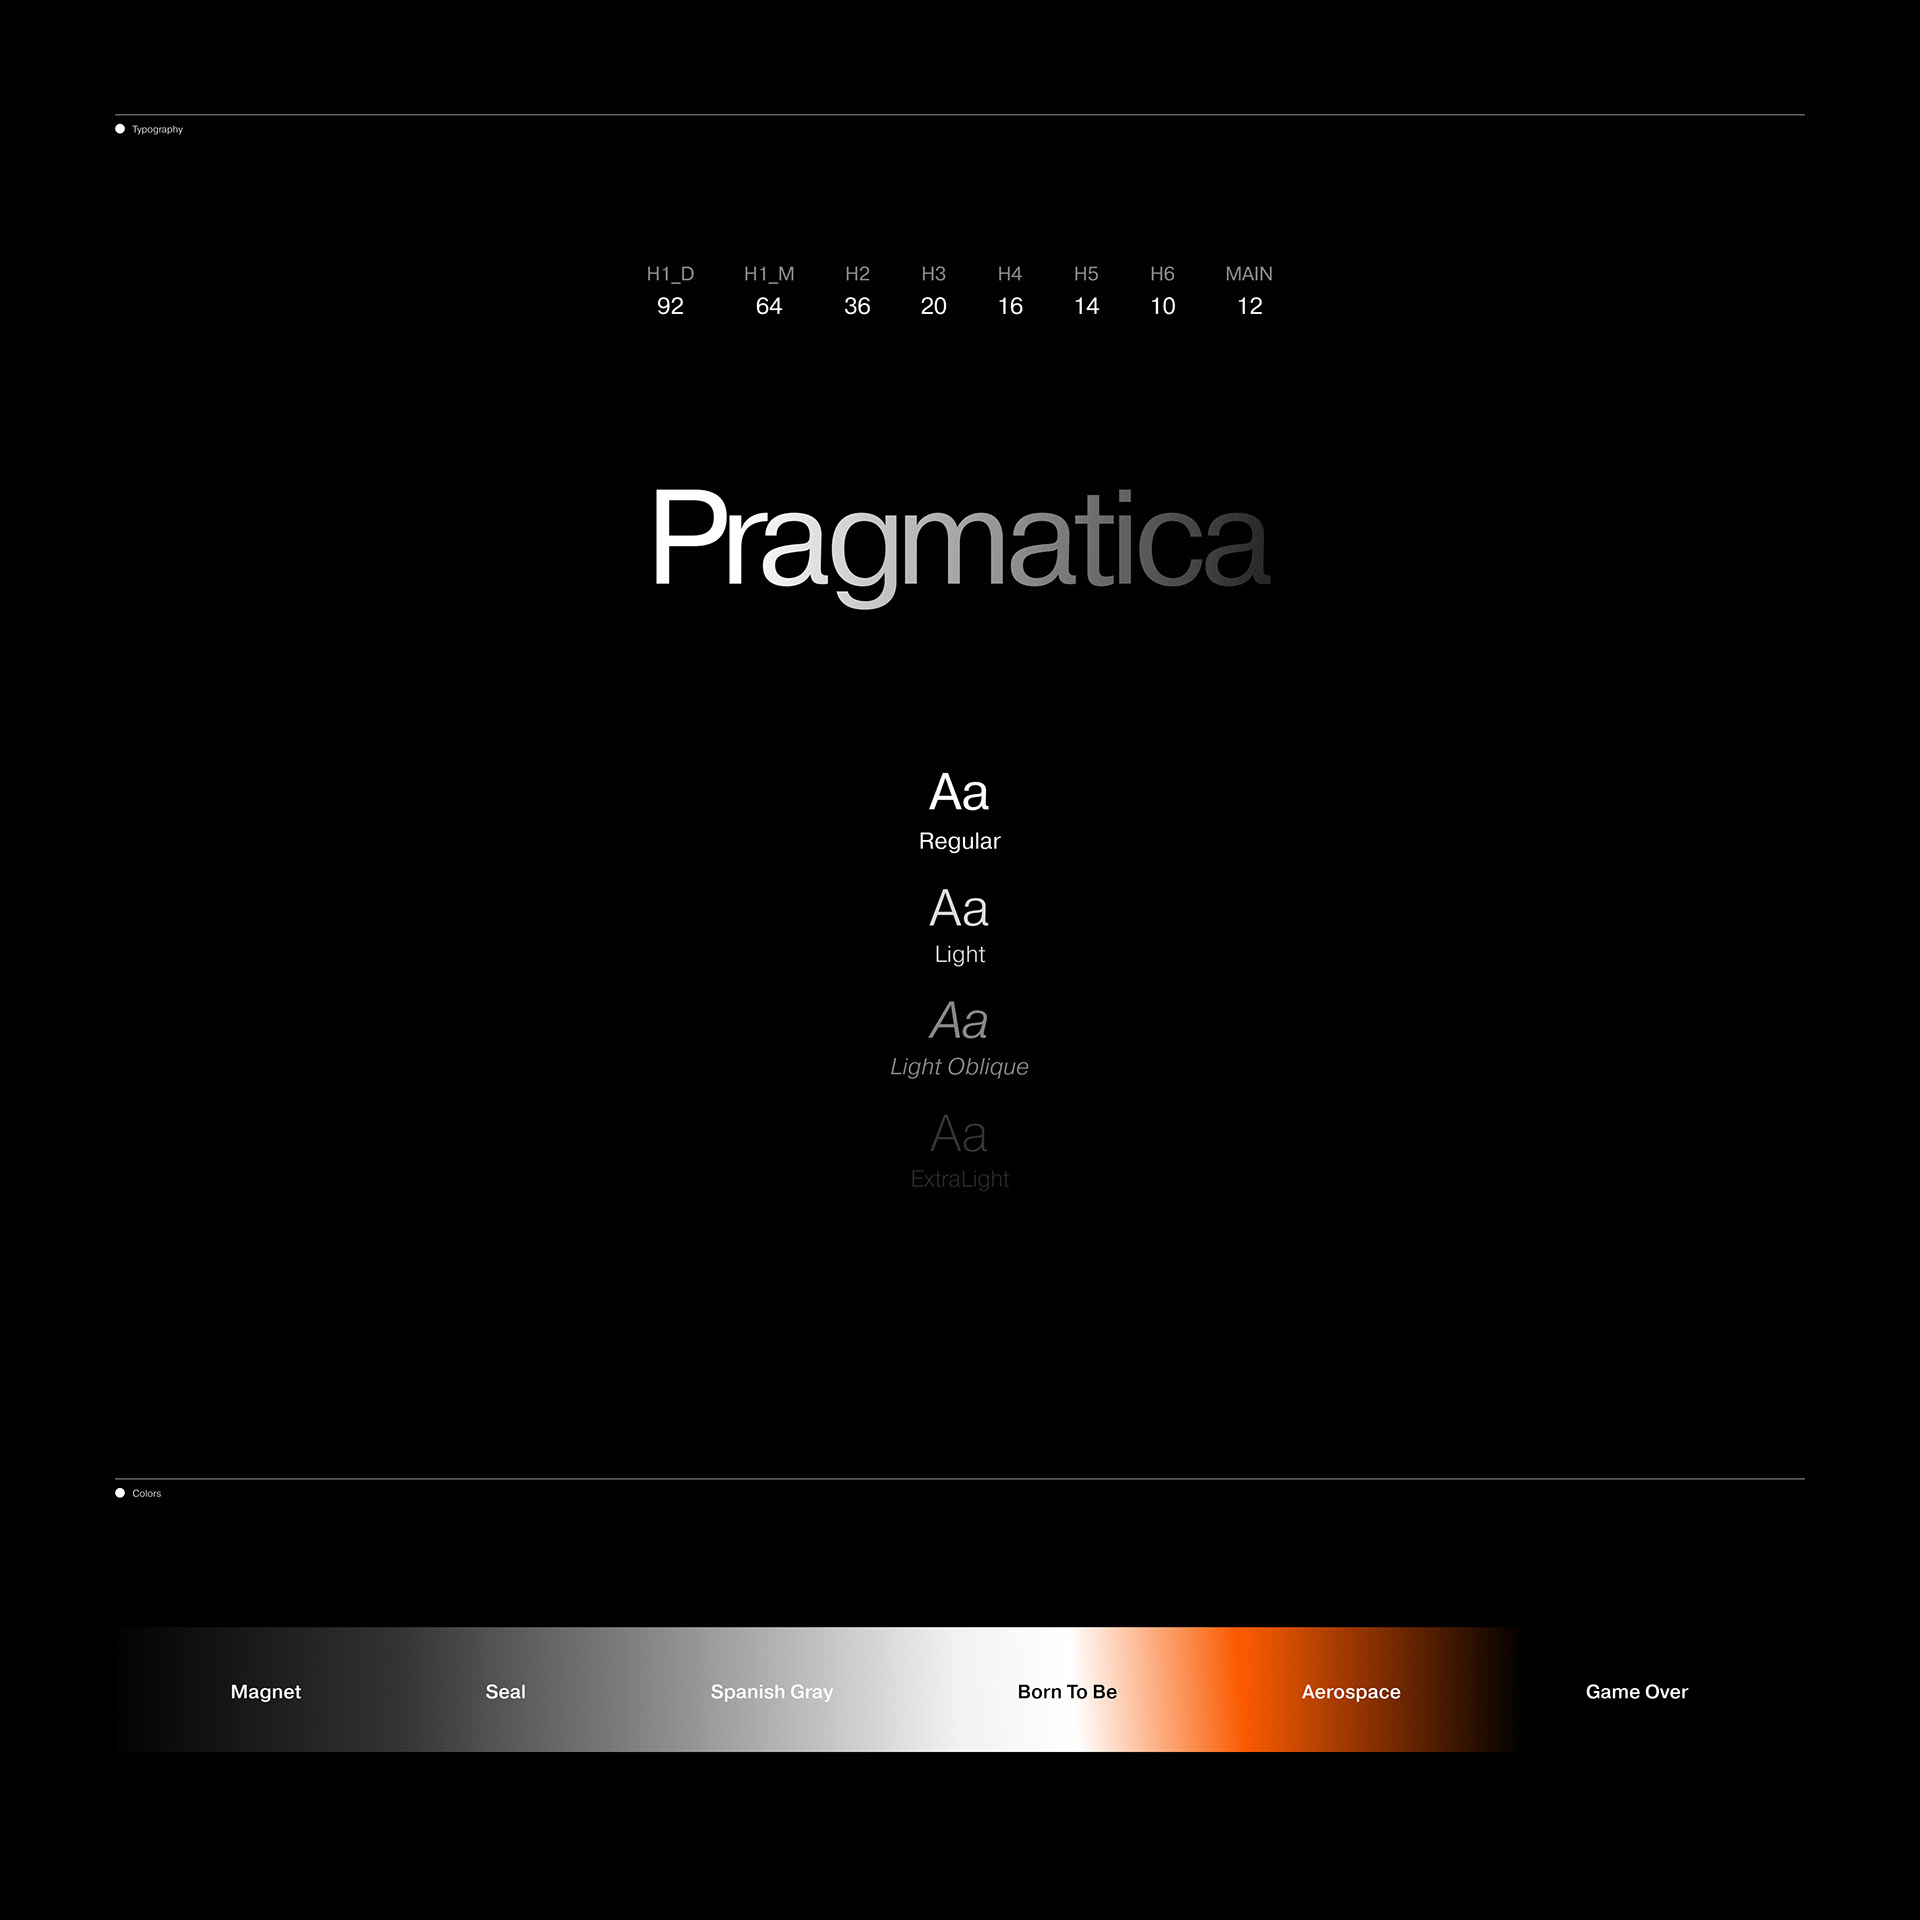 Typography
H1_D H1_M H2 H3 H4 H5 H6 MAIN
92 64 36 20 16 14 10 12
Pragmatica
Aa
Regular
Aa
Light
Aa
Light Oblique
Aa
ExtraLight
Colors
Magnet Seal Spanish Gray Born To Be Aerospace Game Over